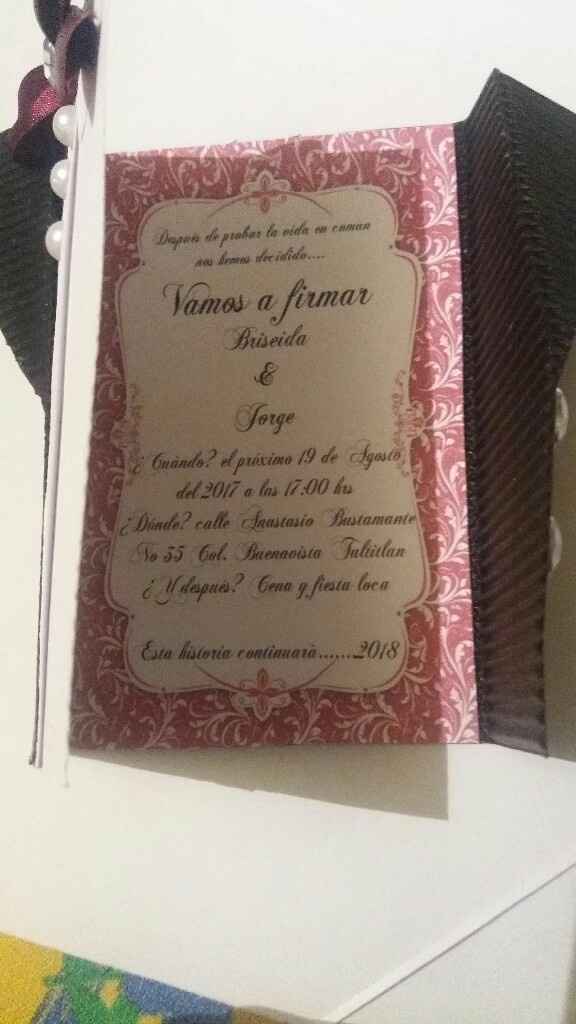 Después de probar la vida en comun
nos hemos decidido....
Vamos a firmar
Briseida
&
Jorge
¿Cuándo? el próximo 19 de Agosto
del 2017 a las 17:00 hrs
¿Dónde? calle Anastasio Bustamante
No 55 Col. Buenavista Tultitlan
¿Y después? Cena y fiesta loca
Esta historia continuará.......2018